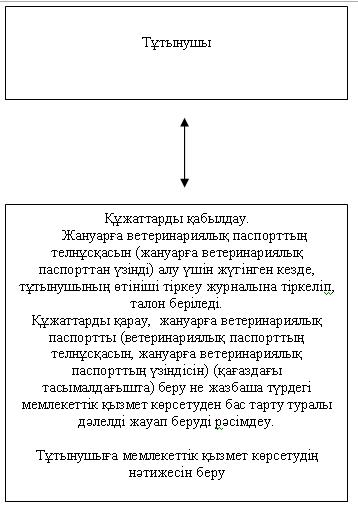 Тұтынушы
Құжаттарды қабылдау.
Жануарға ветеринариялық паспорттың
телнұсқасын (жануарға ветеринариялық
паспорттан үзінді) алу үшін жүгінген кезде,
тұтынушының өтініші тіркеу журналына тіркеліп,
талон беріледі.
Құжаттарды қарау, жануарға ветеринариялық
паспортты (ветеринариялық паспорттың
телнұсқасын, жануарға ветеринариялық
паспорттың үзіндісін) (қағаздағы
тасымалдағышта) беру не жазбаша түрдегі
мемлекеттік қызмет көрсетуден бас тарту туралы
дәлелді жауап беруді рәсімдеу.
Тұтынушыға мемлекеттік қызмет көрсетудің
нәтижесін беру